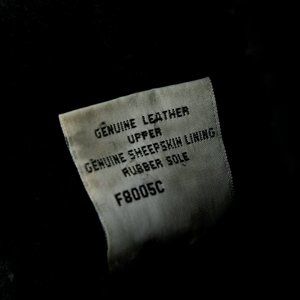 GENUINE LEATHER
UPPER
GENUINE SHEEPSKIN LINING
RUBBER SOLE
F8005C